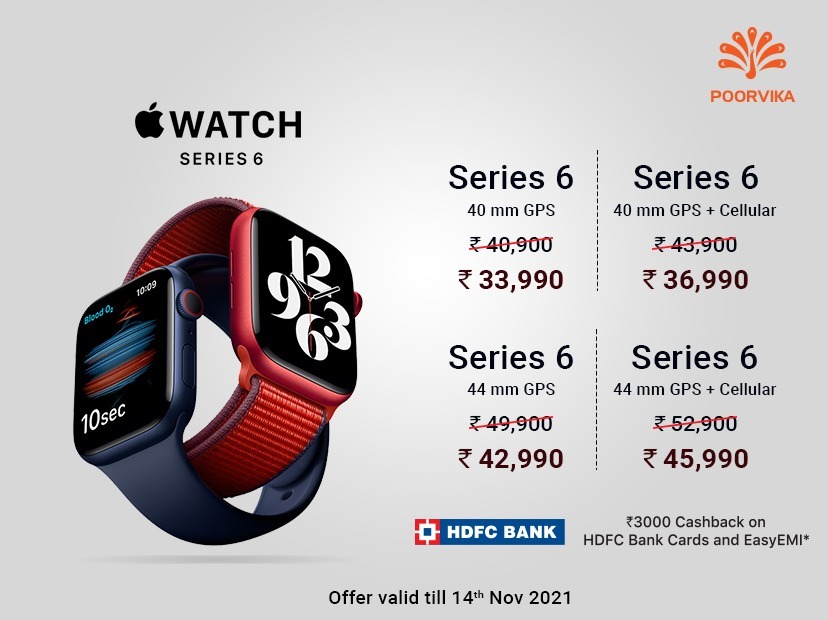 POORVIKA
WATCH
SERIES 6
Series 6
40 mm GPS
₹ 40,900
₹ 33,990
Series 6
40 mm GPS + Cellular
₹ 43,900
₹ 36,990
Series 6
44 mm GPS
₹ 49,900
₹ 42,990
Series 6
44 mm GPS + Cellular
₹ 52,900
₹ 45,990
Blood O₂
10:09
10sec
12
9 3
6
HDFC BANK
₹3000 Cashback on
HDFC Bank Cards and EasyEMI*
Offer valid till 14th Nov 2021